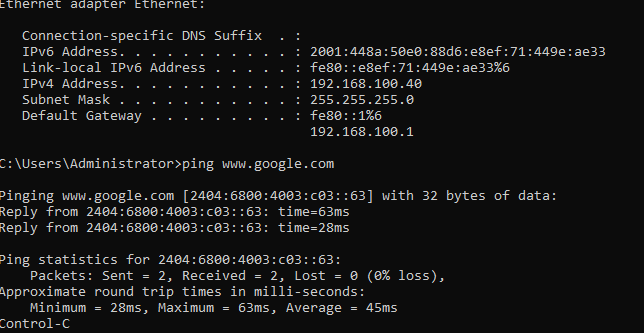 Ethernet adapter Ethernet:
Connection-specific DNS Suffix  . :
IPv6 Address. . . . . . . . . . . : 2001:448a:50e0:88d6:e8ef:71:449e:ae33
Link-local IPv6 Address . . . . . : fe80::e8ef:71:449e:ae33%6
IPv4 Address. . . . . . . . . . . : 192.168.100.40
Subnet Mask . . . . . . . . . . . : 255.255.255.0
Default Gateway . . . . . . . . . : fe80::1%6
192.168.100.1
C:\Users\Administrator>ping www.google.com
Pinging www.google.com [2404:6800:4003:c03::63] with 32 bytes of data:
Reply from 2404:6800:4003:c03::63: time=63ms
Reply from 2404:6800:4003:c03::63: time=28ms
Ping statistics for 2404:6800:4003:c03::63:
Packets: Sent = 2, Received = 2, Lost = 0 (0% loss),
Approximate round trip times in milli-seconds:
Minimum = 28ms, Maximum = 63ms, Average = 45ms
Control-C